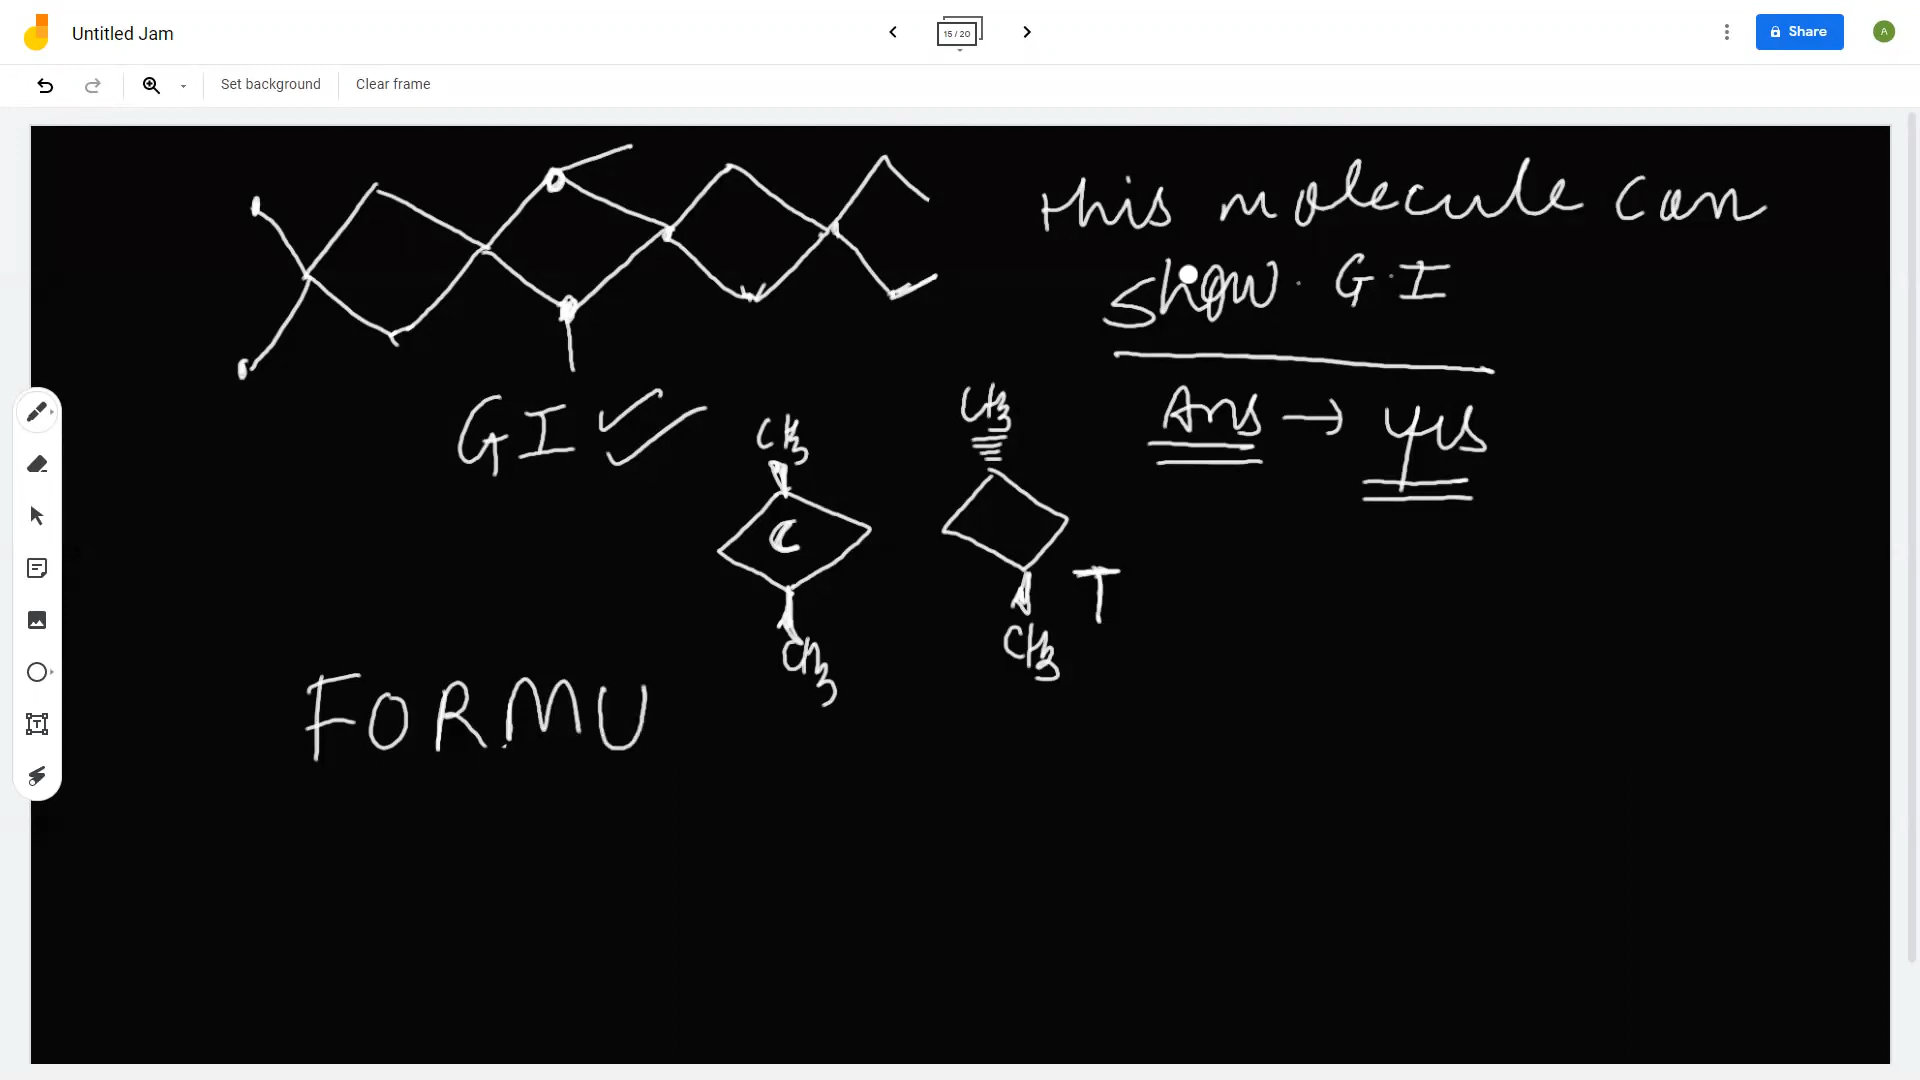 Untitled Jam
15 / 20
Share
A
Set background
Clear frame
this molecule can
show. G.I
Ans → yes
GI
CH3
CH3
C
T
CH3
CH3
FORMU